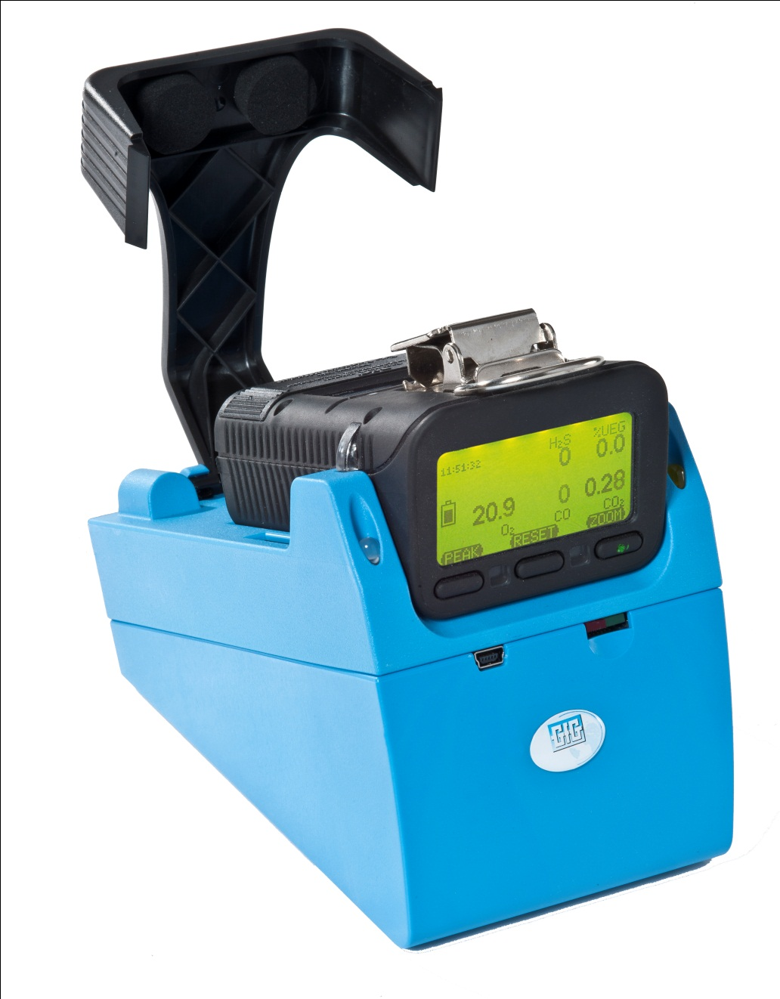 H₂S %UEG
11:51:32 0 0.0
20.9 0 0.28
O₂ CO CO₂
PEAK RESET ZOOM
GfG